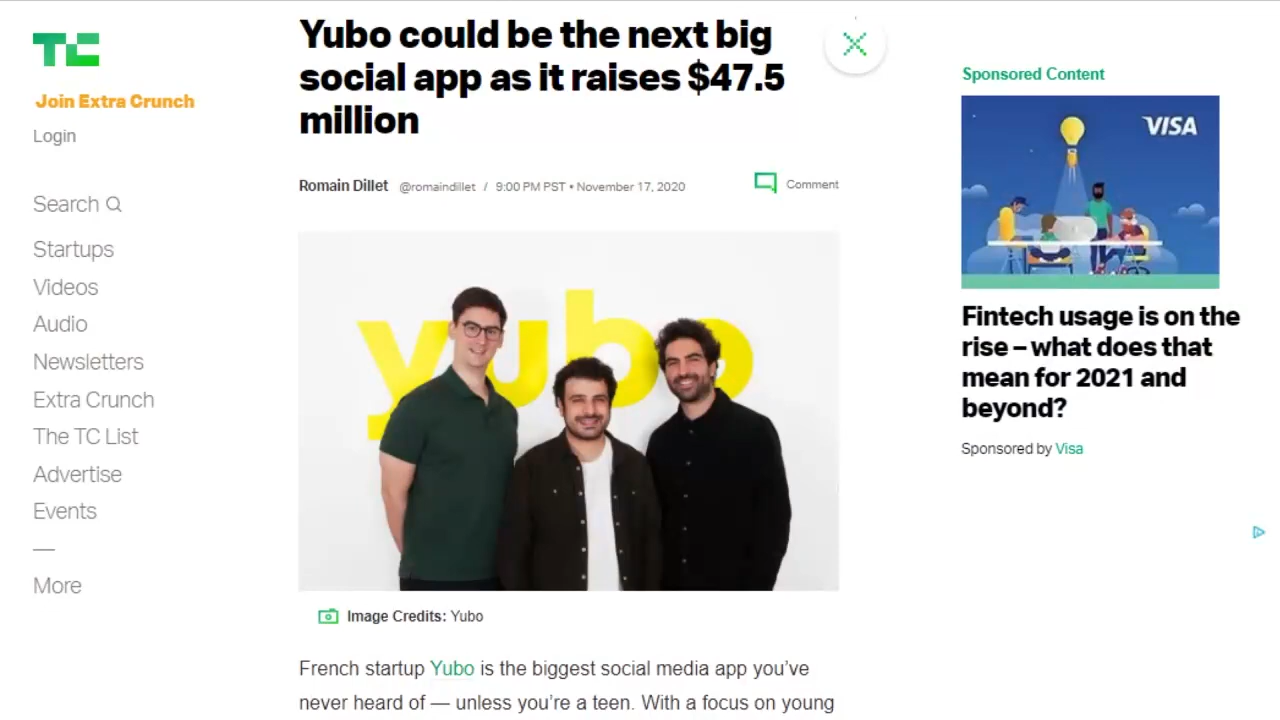 TC
Join Extra Crunch
Login
Search
Startups
Videos
Audio
Newsletters
Extra Crunch
The TC List
Advertise
Events
—
More
Yubo could be the next big
social app as it raises $47.5
million
Romain Dillet @romaindillet / 9:00 PM PST • November 17, 2020
Comment
yubo
Image Credits: Yubo
French startup Yubo is the biggest social media app you’ve
never heard of — unless you’re a teen. With a focus on young
Sponsored Content
VISA
Fintech usage is on the
rise – what does that
mean for 2021 and
beyond?
Sponsored by Visa